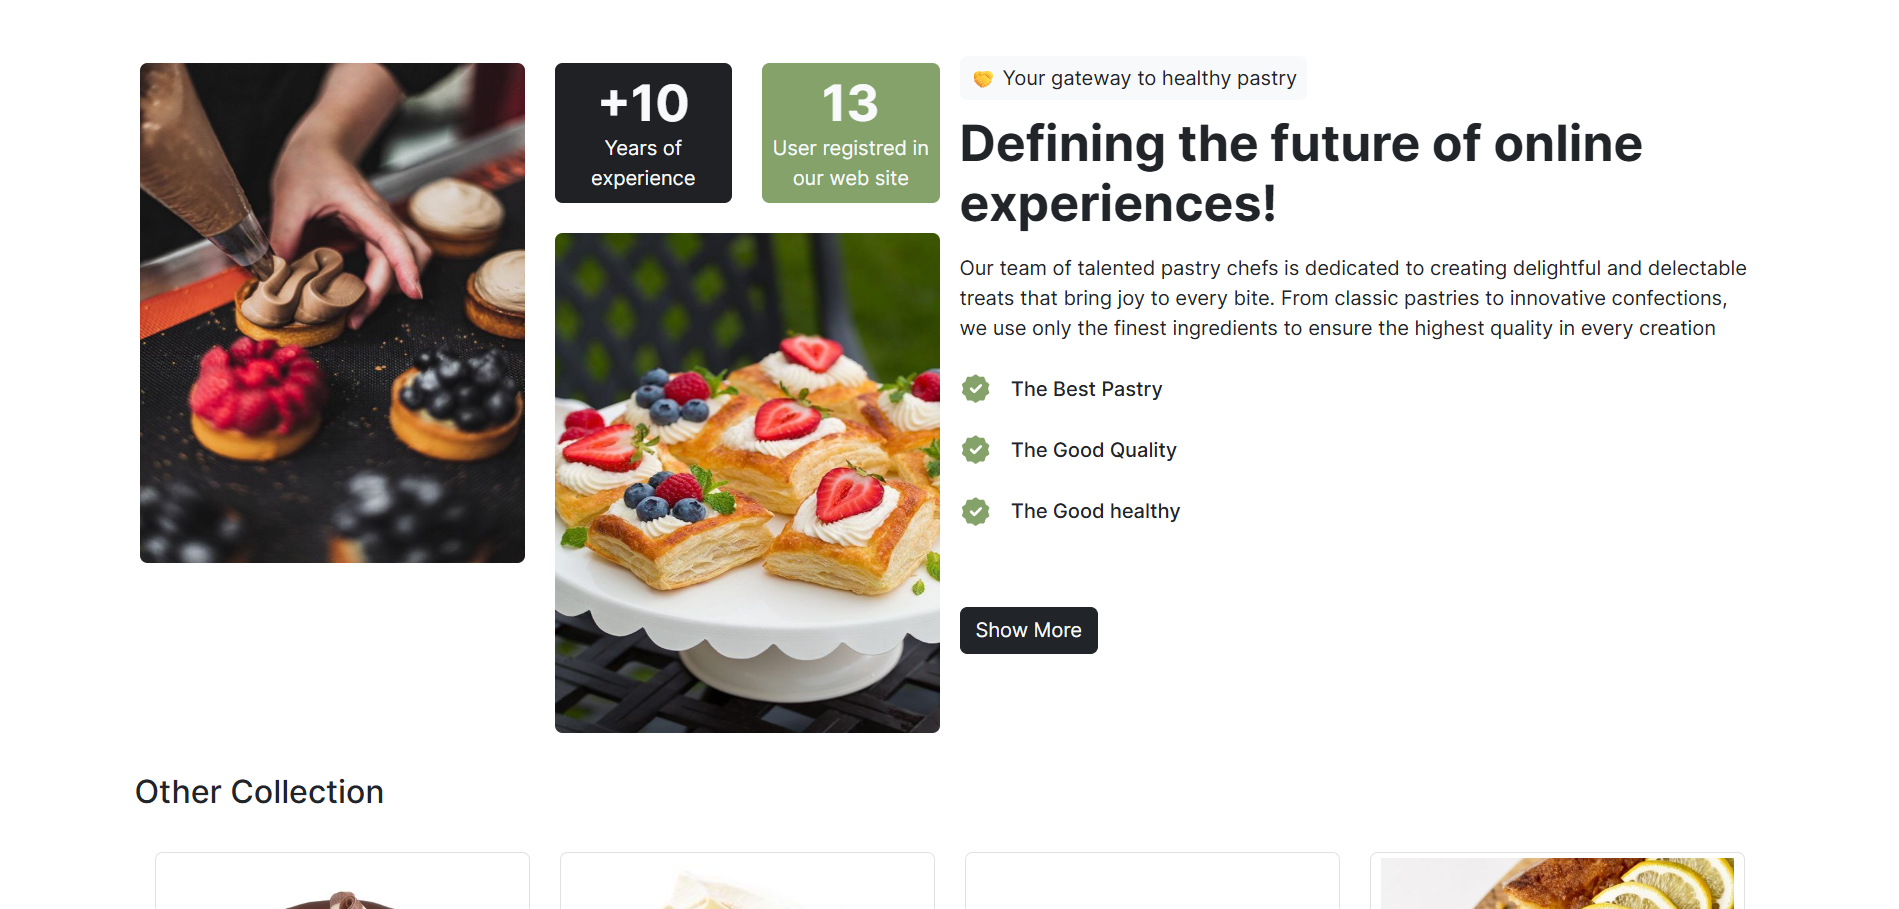 +10
Years of
experience
13
User registred in
our web site
Your gateway to healthy pastry
Defining the future of online
experiences!
Our team of talented pastry chefs is dedicated to creating delightful and delectable
treats that bring joy to every bite. From classic pastries to innovative confections,
we use only the finest ingredients to ensure the highest quality in every creation
The Best Pastry
The Good Quality
The Good healthy
Show More
Other Collection